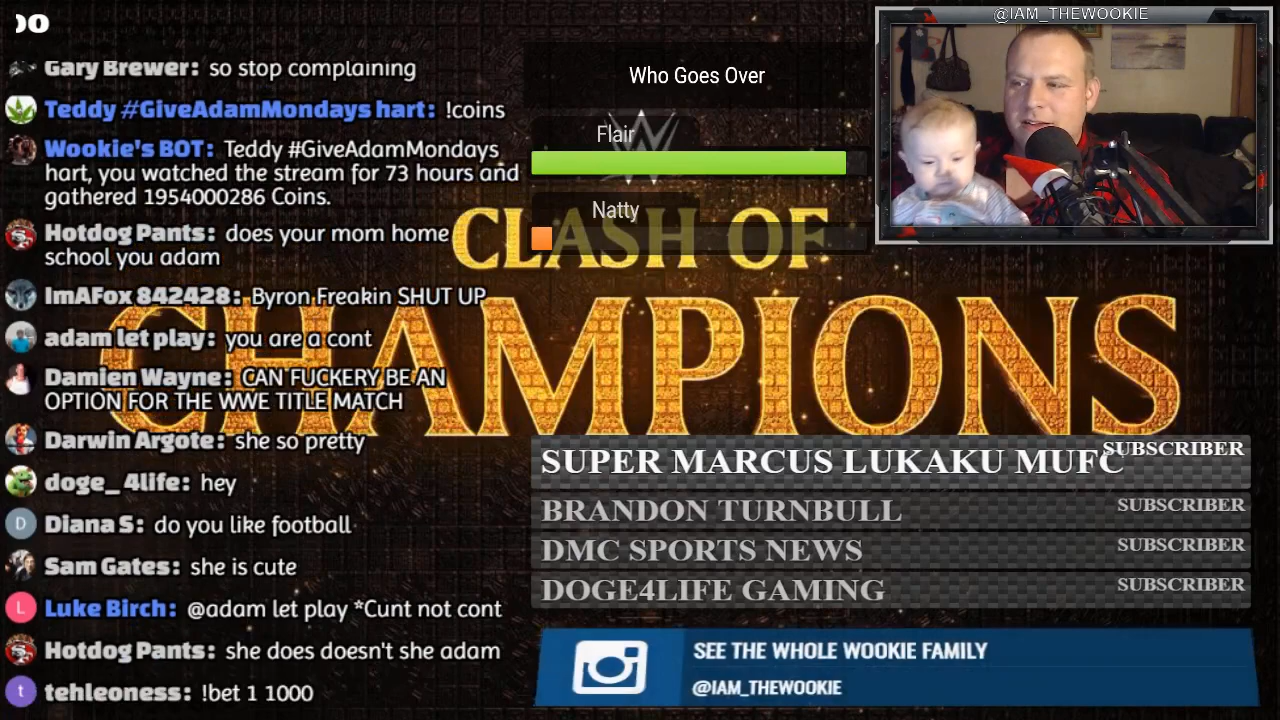 @IAM_THEWOOKIE
Gary Brewer: so stop complaining
Teddy #GiveAdamMondays hart: !coins
Wookie's BOT: Teddy #GiveAdamMondays
hart, you watched the stream for 73 hours and
gathered 1954000286 Coins.
Hotdog Pants: does your mom home
school you adam
ImAFox 842428: Byron Freakin SHUT UP
adam let play: you are a cont
Damien Wayne: CAN FUCKERY BE AN
OPTION FOR THE WWE TITLE MATCH
Darwin Argote: she so pretty
doge_ 4life: hey
D
Diana S: do you like football
Sam Gates: she is cute
L
Luke Birch: @adam let play *Cunt not cont
Hotdog Pants: she does doesn't she adam
t
tehleoness: !bet 1 1000
Who Goes Over
Flair
Natty
CLASH OF
CHAMPIONS
SUPER MARCUS LUKAKU MUFC SUBSCRIBER
BRANDON TURNBULL SUBSCRIBER
DMC SPORTS NEWS SUBSCRIBER
DOGE4LIFE GAMING SUBSCRIBER
SEE THE WHOLE WOOKIE FAMILY
@IAM_THEWOOKIE